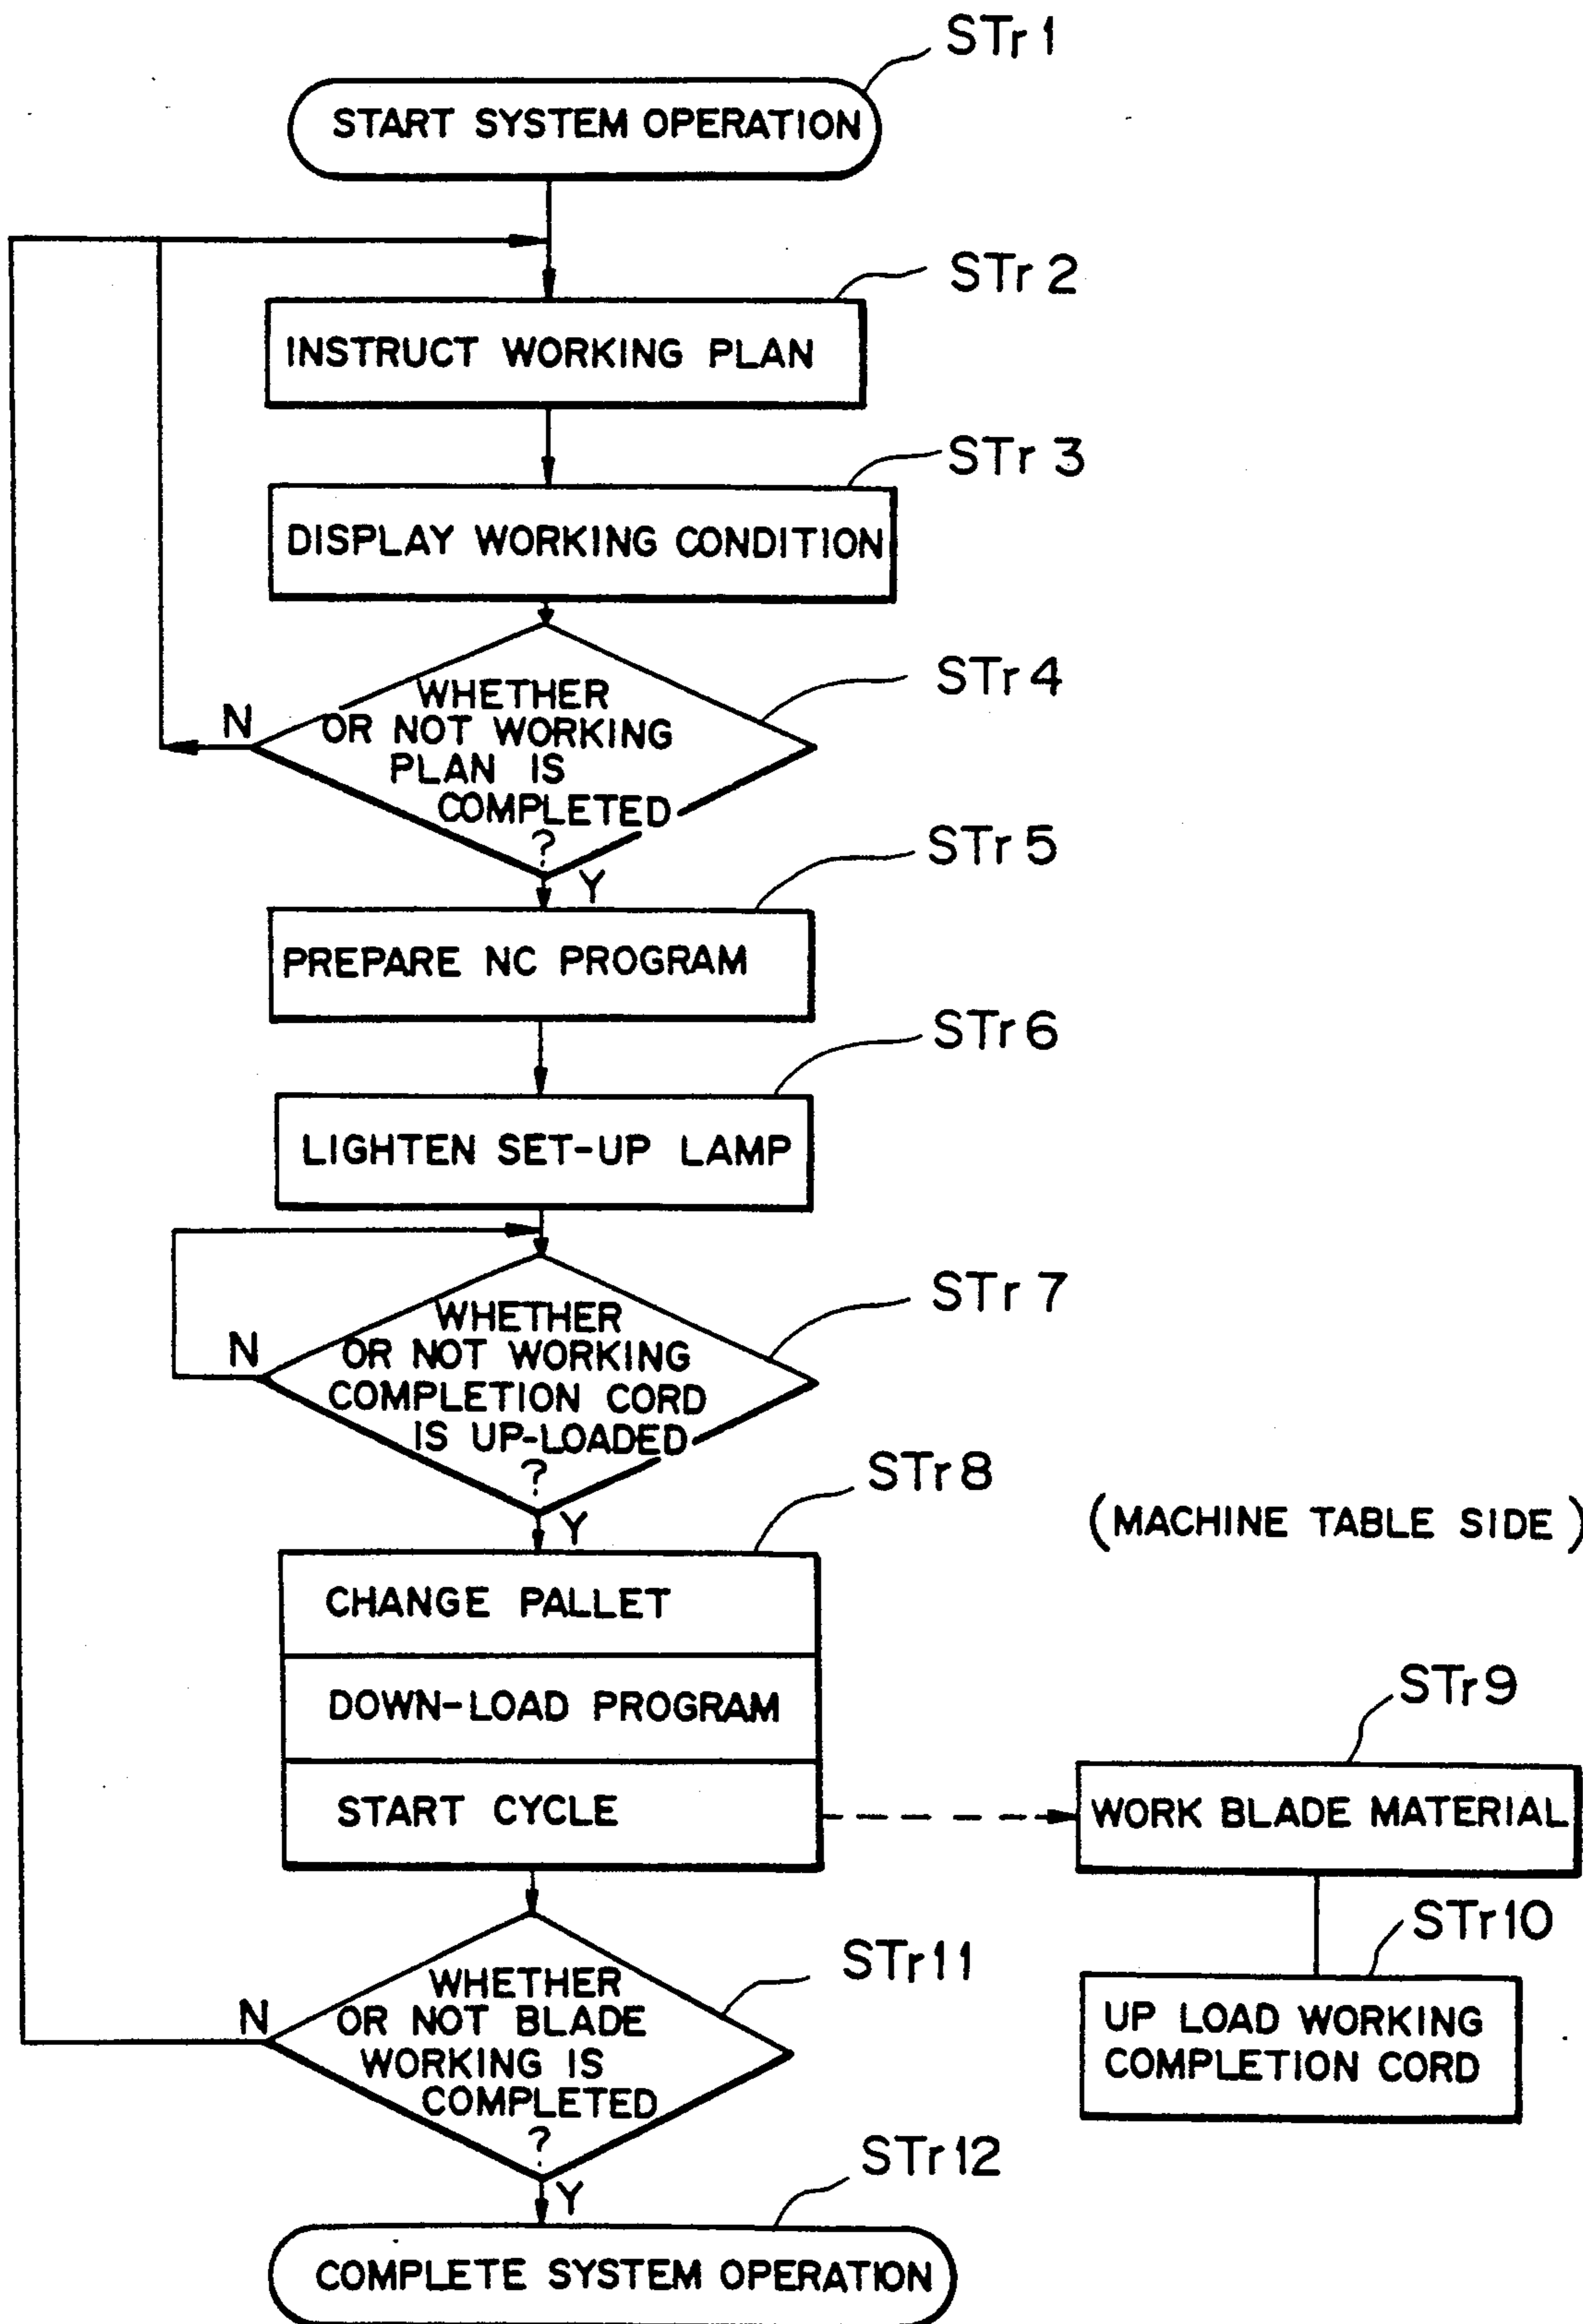 STr 1
START SYSTEM OPERATION
STr 2
INSTRUCT WORKING PLAN
STr 3
DISPLAY WORKING CONDITION
STr 4
WHETHER
OR NOT WORKING
PLAN IS
COMPLETED
?
N
Y
STr 5
PREPARE NC PROGRAM
STr 6
LIGHTEN SET-UP LAMP
STr 7
WHETHER
OR NOT WORKING
COMPLETION CORD
IS UP-LOADED
?
N
Y
STr 8
CHANGE PALLET
DOWN-LOAD PROGRAM
START CYCLE
(MACHINE TABLE SIDE)
STr 9
WORK BLADE MATERIAL
STr 10
UP LOAD WORKING
COMPLETION CORD
STr 11
WHETHER
OR NOT BLADE
WORKING IS
COMPLETED
?
N
Y
STr 12
COMPLETE SYSTEM OPERATION